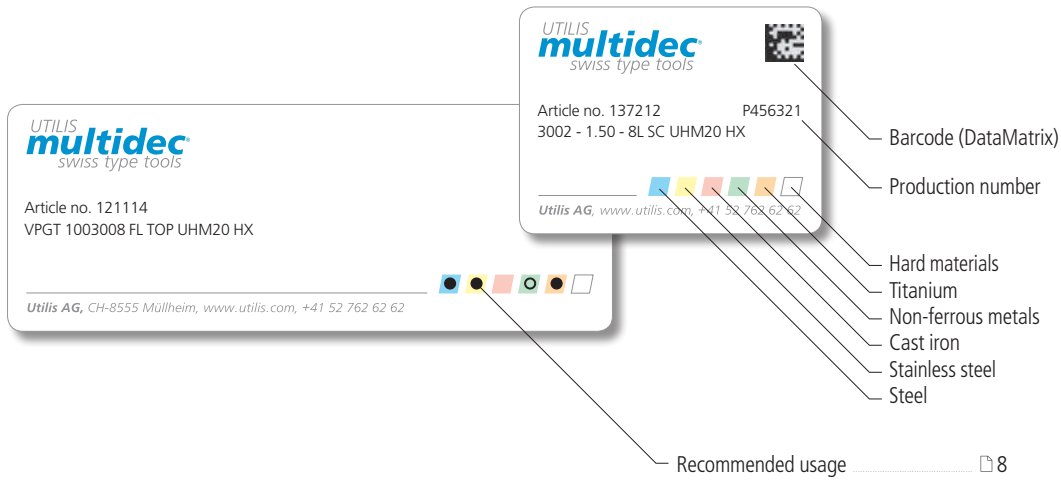 UTILIS
multidec®
swiss type tools
Article no. 137212 P456321
3002 - 1.50 - 8L SC UHM20 HX
Utilis AG, www.utilis.com, +41 52 762 62 62
UTILIS
multidec®
swiss type tools
Article no. 121114
VPGT 1003008 FL TOP UHM20 HX
Utilis AG, CH-8555 Müllheim, www.utilis.com, +41 52 762 62 62
Barcode (DataMatrix)
Production number
Hard materials
Titanium
Non-ferrous metals
Cast iron
Stainless steel
Steel
Recommended usage 8